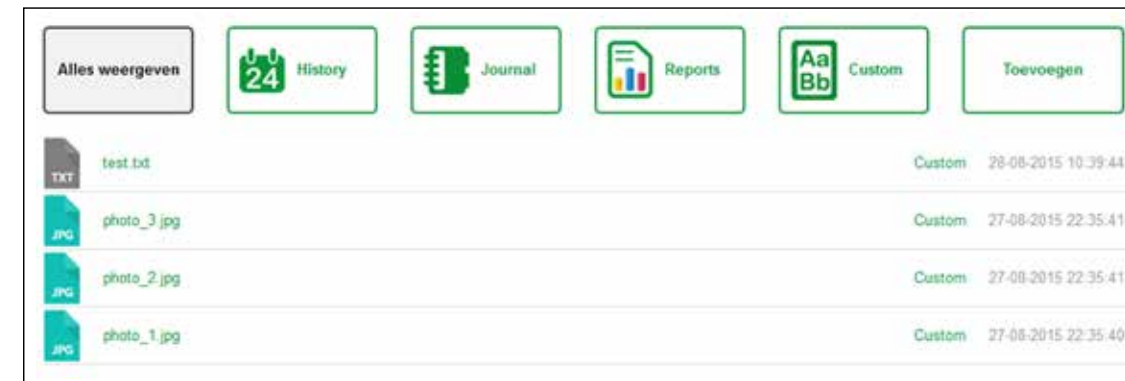 Alles weergeven 24 History Journal Reports Aa Bb Custom Toevoegen
TXT test.txt Custom 28-08-2015 10:39:44
JPG photo_3.jpg Custom 27-08-2015 22:35:41
JPG photo_2.jpg Custom 27-08-2015 22:35:41
JPG photo_1.jpg Custom 27-08-2015 22:35:40